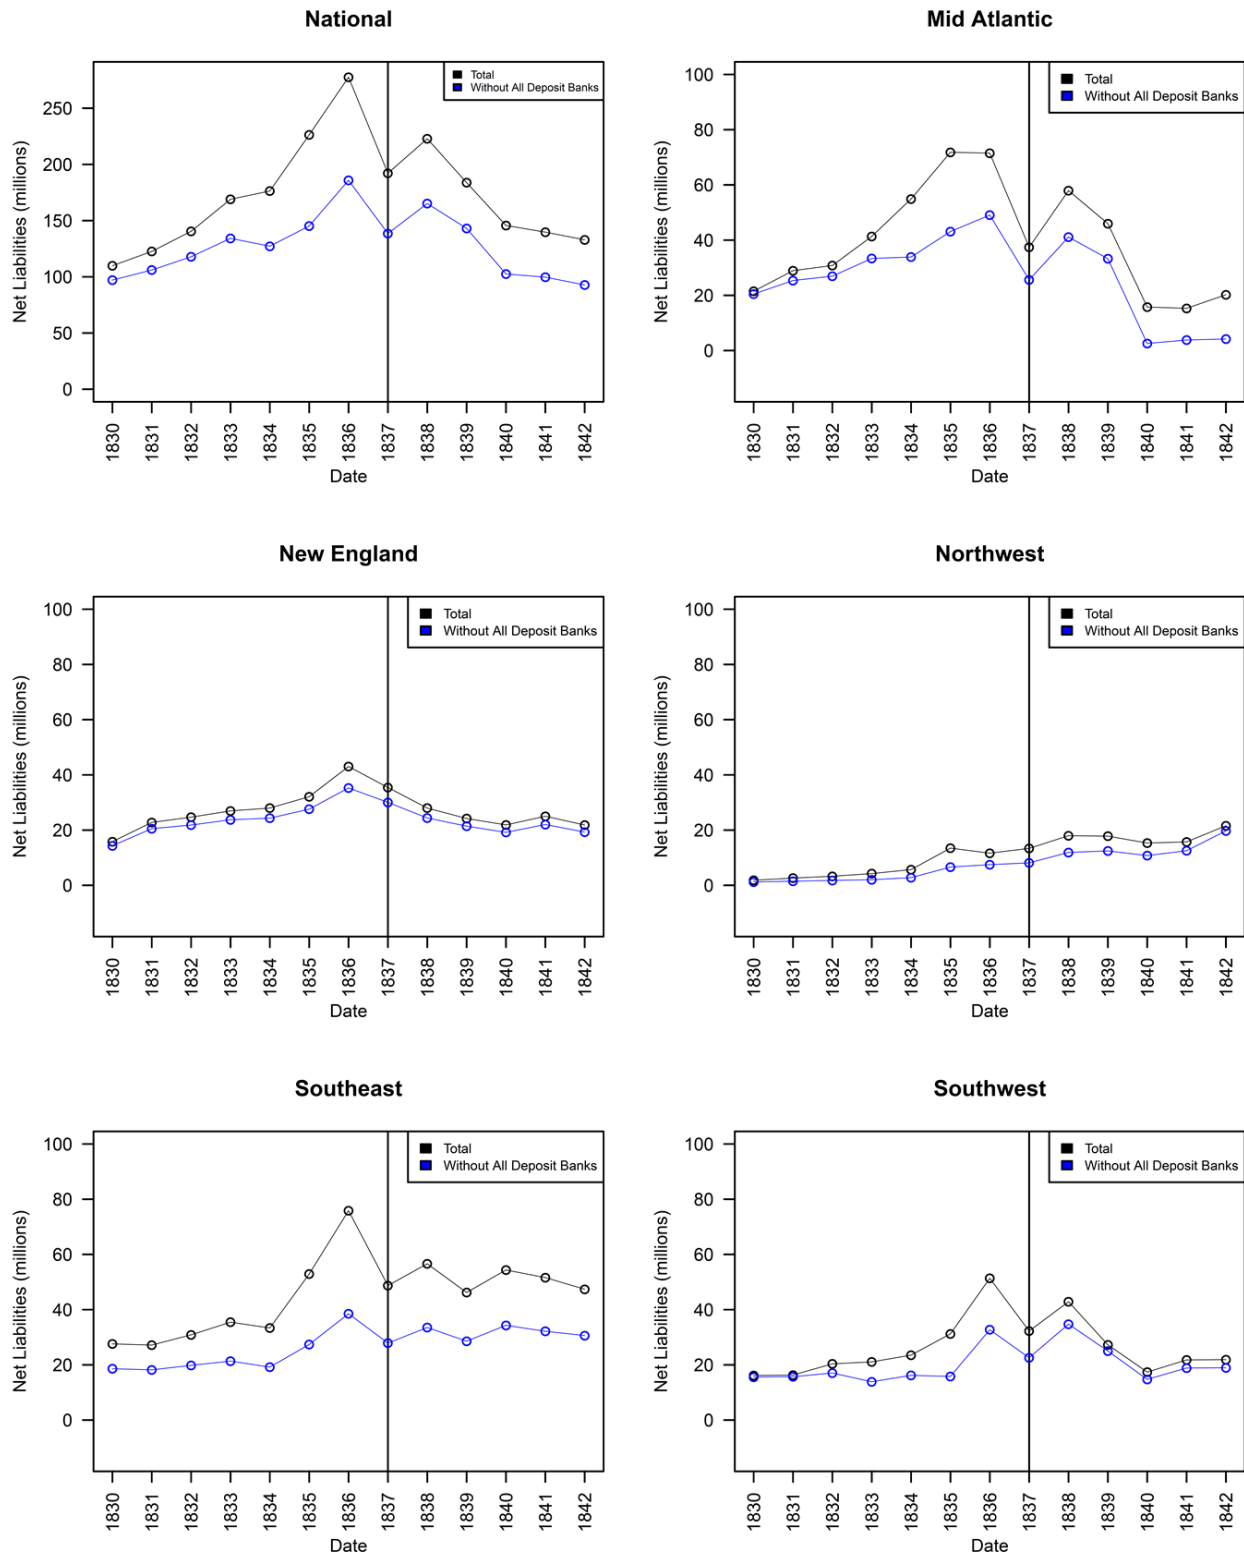 National
Net Liabilities (millions)
250
200
150
100
50
0
Total
Without All Deposit Banks
1830 1831 1832 1833 1834 1835 1836 1837 1838 1839 1840 1841 1842
Date
Mid Atlantic
Net Liabilities (millions)
100
80
60
40
20
0
Total
Without All Deposit Banks
1830 1831 1832 1833 1834 1835 1836 1837 1838 1839 1840 1841 1842
Date
New England
Net Liabilities (millions)
100
80
60
40
20
0
Total
Without All Deposit Banks
1830 1831 1832 1833 1834 1835 1836 1837 1838 1839 1840 1841 1842
Date
Northwest
Net Liabilities (millions)
100
80
60
40
20
0
Total
Without All Deposit Banks
1830 1831 1832 1833 1834 1835 1836 1837 1838 1839 1840 1841 1842
Date
Southeast
Net Liabilities (millions)
100
80
60
40
20
0
Total
Without All Deposit Banks
1830 1831 1832 1833 1834 1835 1836 1837 1838 1839 1840 1841 1842
Date
Southwest
Net Liabilities (millions)
100
80
60
40
20
0
Total
Without All Deposit Banks
1830 1831 1832 1833 1834 1835 1836 1837 1838 1839 1840 1841 1842
Date